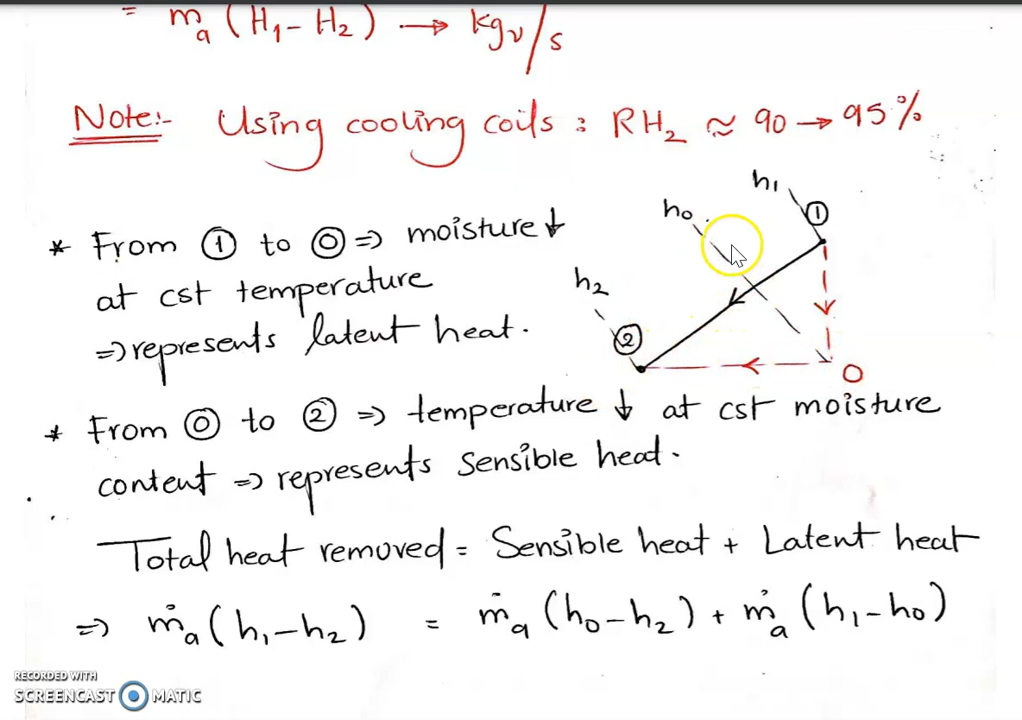 = ṁa (H1 - H2) → kgv/s
Note:- Using cooling coils : RH2 ≈ 90 → 95%
h1
①
h0
* From ① to ⓪ ⇒ moisture ↓
at cst temperature
h2
⇒ represents latent heat.
②
0
* From ⓪ to ② ⇒ temperature ↓ at cst moisture
content ⇒ represents sensible heat.
Total heat removed = Sensible heat + Latent heat
⇒ ṁa (h1 - h2) = ṁa (h0 - h2) + ṁa (h1 - h0)
RECORDED WITH
SCREENCAST MATIC